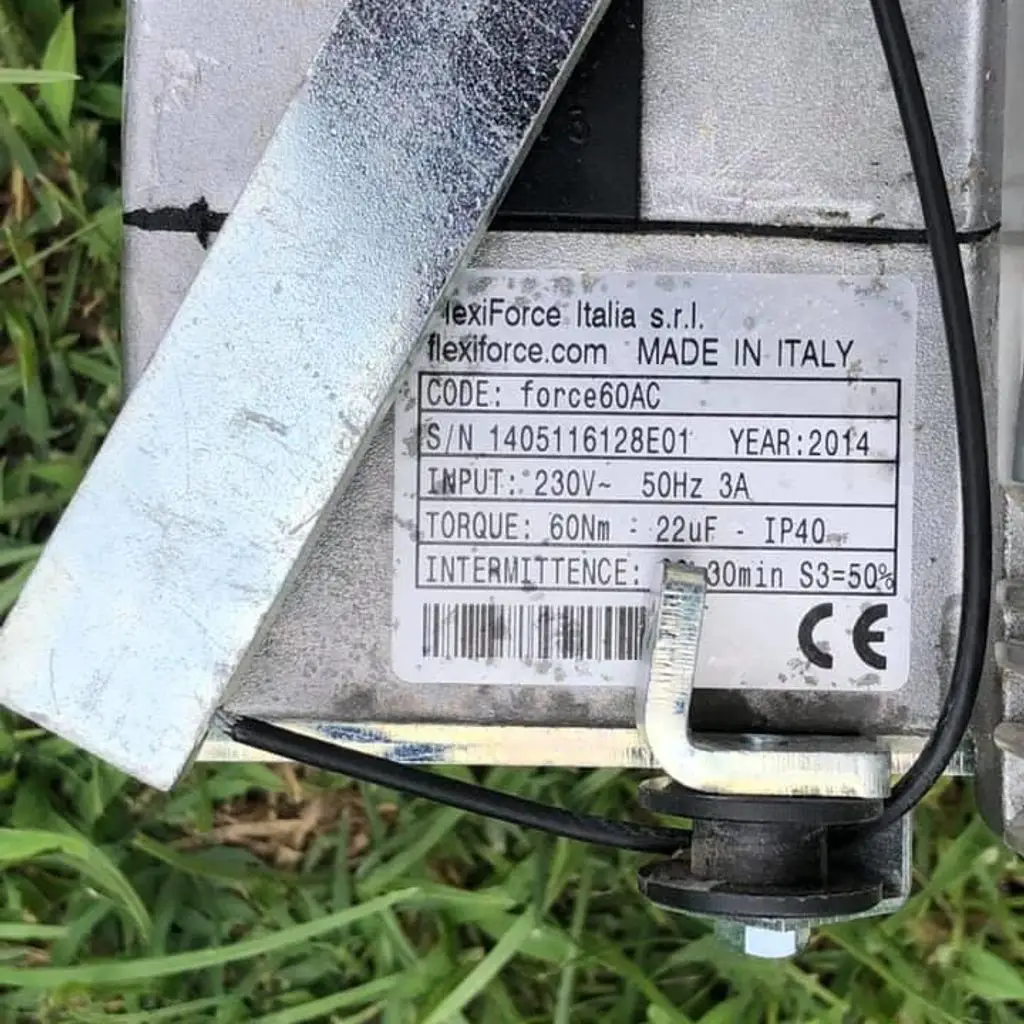 lexiForce Italia s.r.l.
flexiforce.com MADE IN ITALY
CODE: force60AC
S/N 1405116128E01 YEAR:2014
INPUT: 230V~ 50Hz 3A
TORQUE: 60Nm - 22uF - IP40
INTERMITTENCE: 30min S3=50%
CE